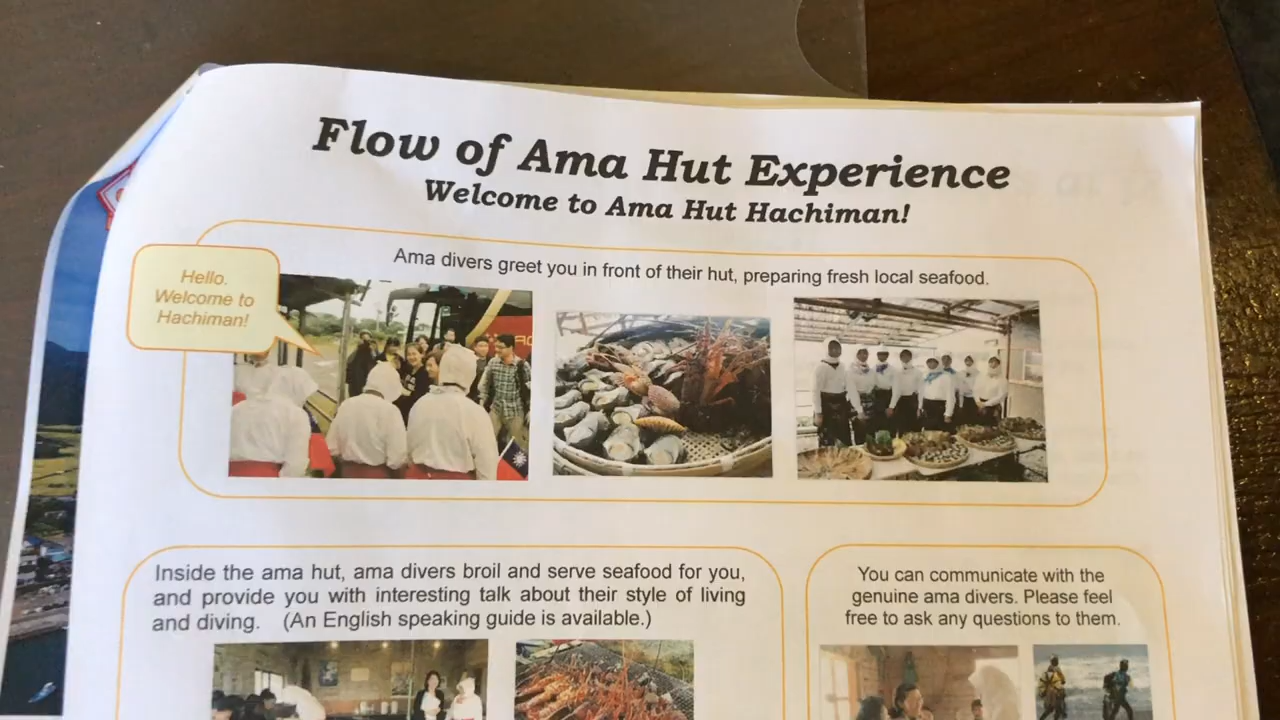 Flow of Ama Hut Experience
Welcome to Ama Hut Hachiman!
Ama divers greet you in front of their hut, preparing fresh local seafood.
Hello.
Welcome to
Hachiman!
Inside the ama hut, ama divers broil and serve seafood for you,
and provide you with interesting talk about their style of living
and diving. (An English speaking guide is available.)
You can communicate with the
genuine ama divers. Please feel
free to ask any questions to them.